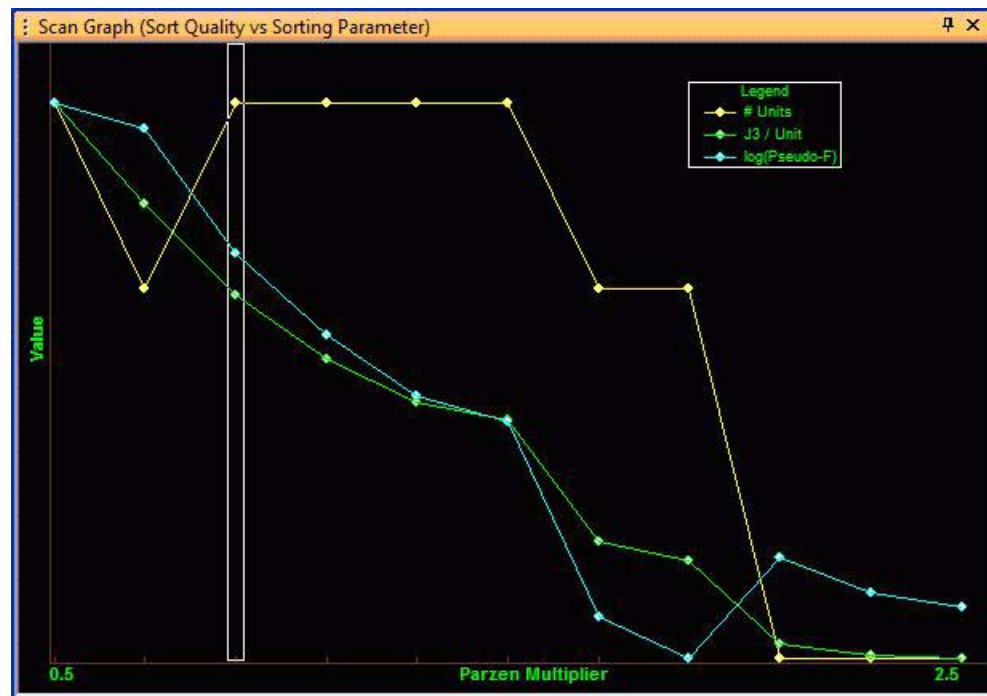 Scan Graph (Sort Quality vs Sorting Parameter)
Legend
# Units
J3 / Unit
log(Pseudo-F)
Value
0.5
Parzen Multiplier
2.5